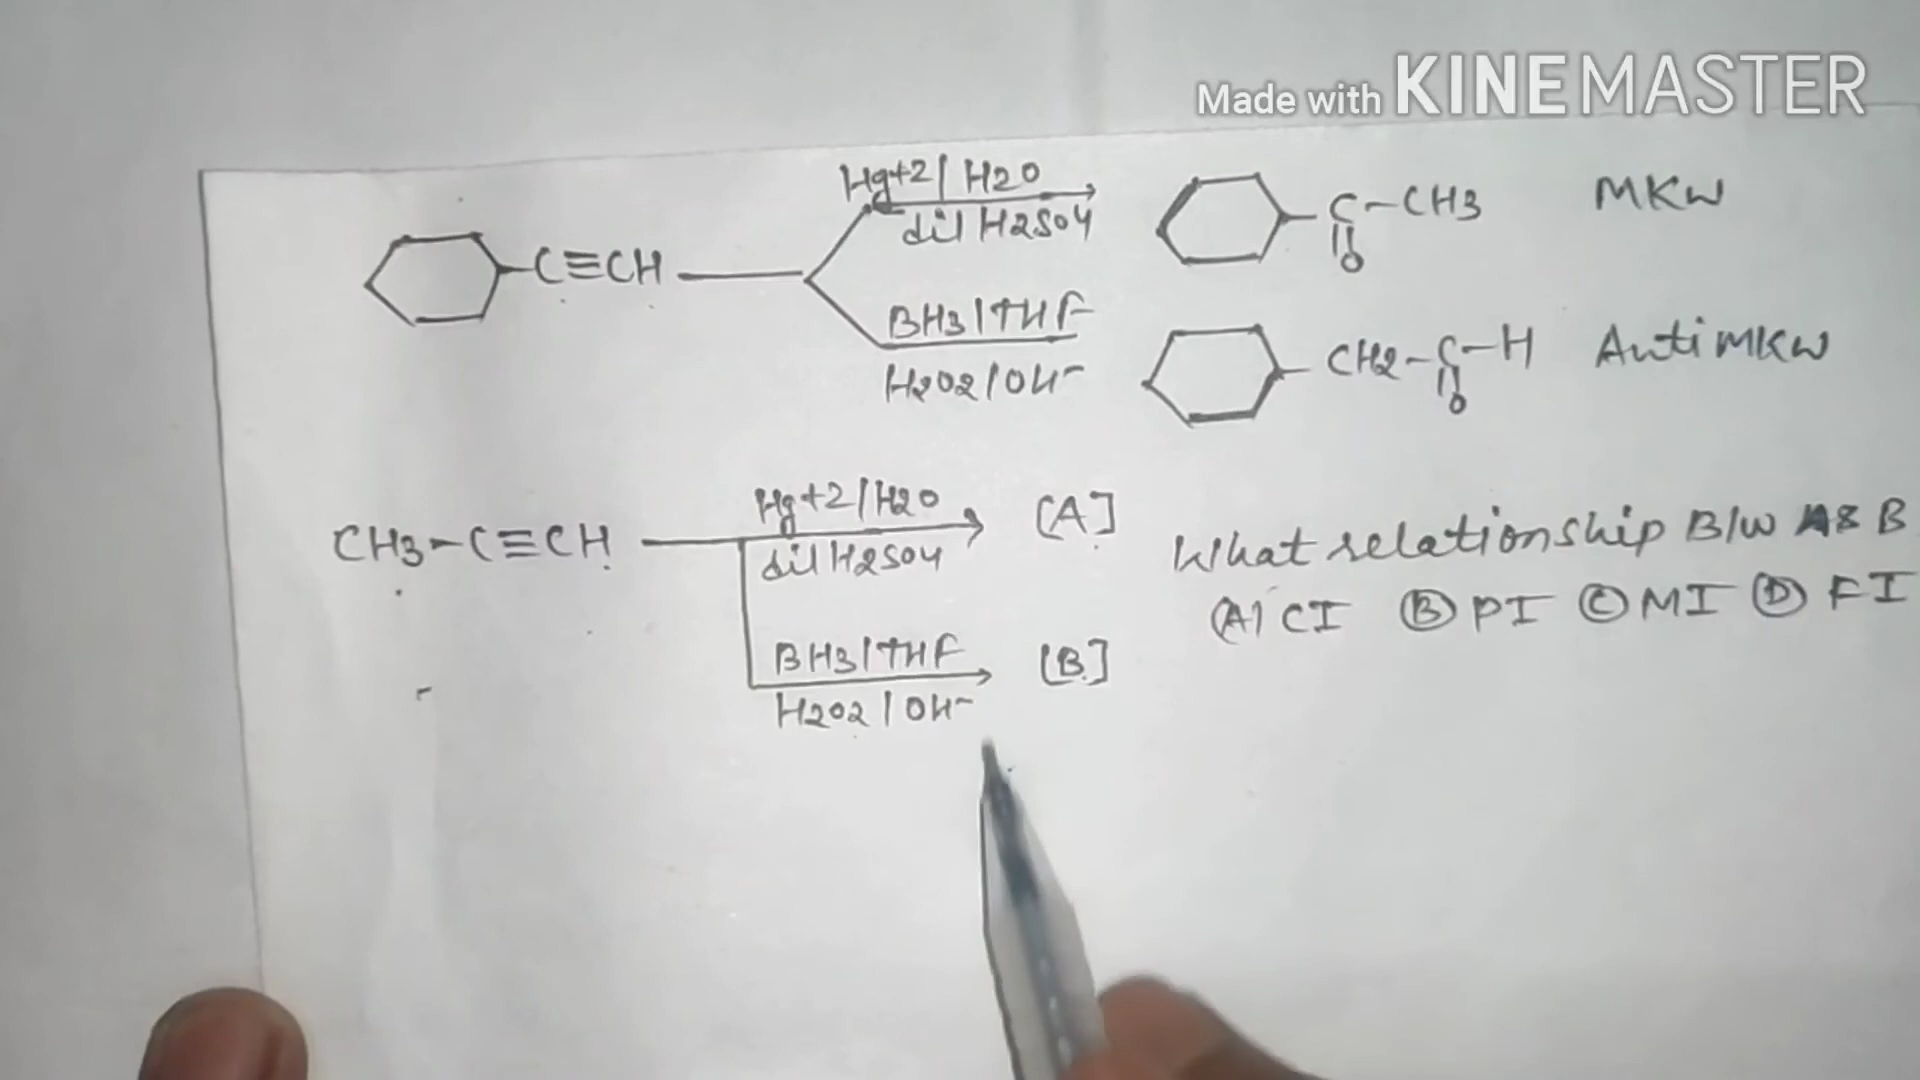 Made with KINEMASTER
Hg+2/H2O
dil H2SO4
C-CH3 MKW
O
C≡CH
BH3/THF
H2O2/OH-
CH2-C-H AntiMKW
O
Hg+2/H2O
CH3-C≡CH [A]
dil H2SO4
What relationship B/W A & B
(A) CI (B) PI (C) MI (D) FI
BH3/THF
[B]
H2O2/OH-